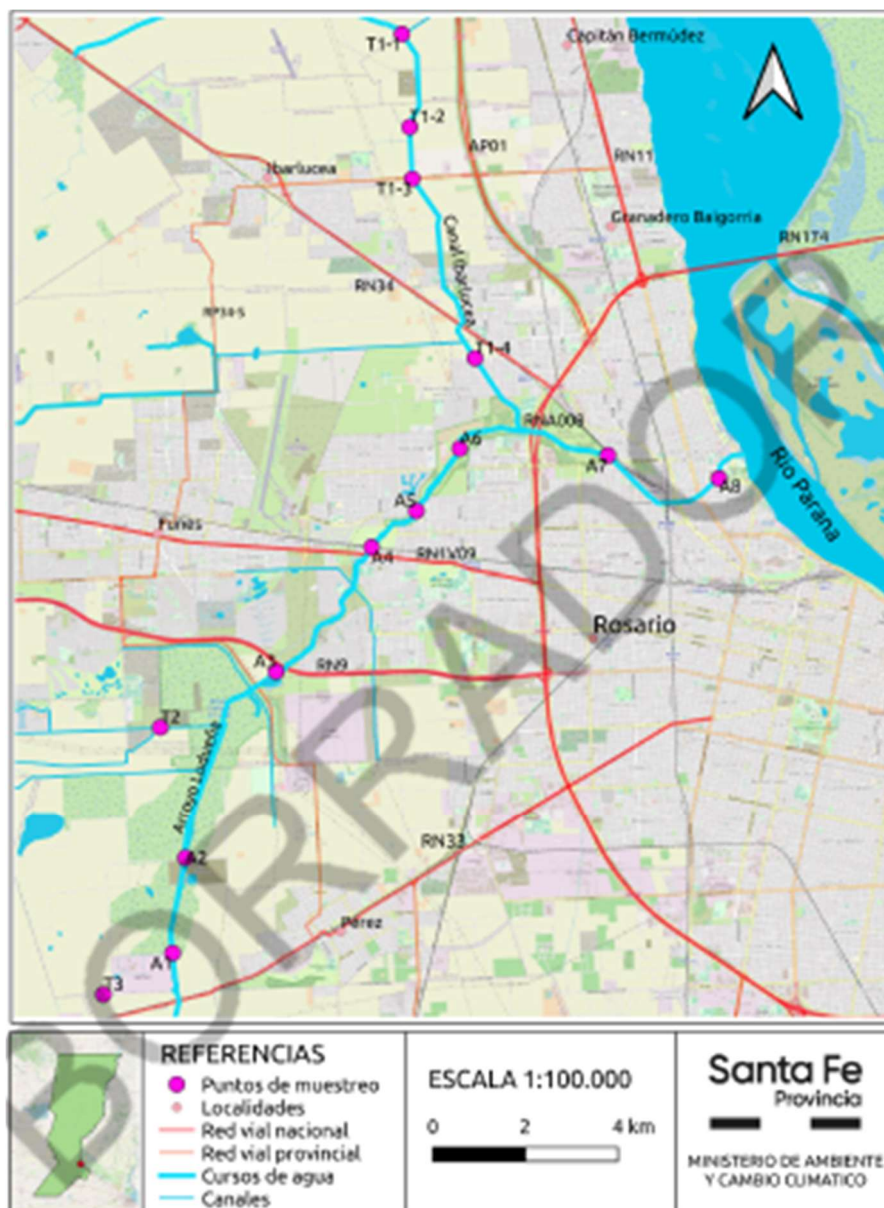 T1-1
Capitán Bermúdez
T1-2
AP01
RN11
Ibarlucea
T1-3
Granadero Baigorria
RN174
Canal Ibarlucea
RN34
RP34-S
T1-4
RNA008
A6
A7
A8
Río Paraná
A5
Funes
A4
RN1V09
Rosario
A3
RN9
T2
Arroyo Ludueña
A2
RN33
Pérez
A1
T3
BORRADOR
REFERENCIAS
Puntos de muestreo
Localidades
Red vial nacional
Red vial provincial
Cursos de agua
Canales
ESCALA 1:100.000
0 2 4 km
Santa Fe
Provincia
MINISTERIO DE AMBIENTE
Y CAMBIO CLIMATICO